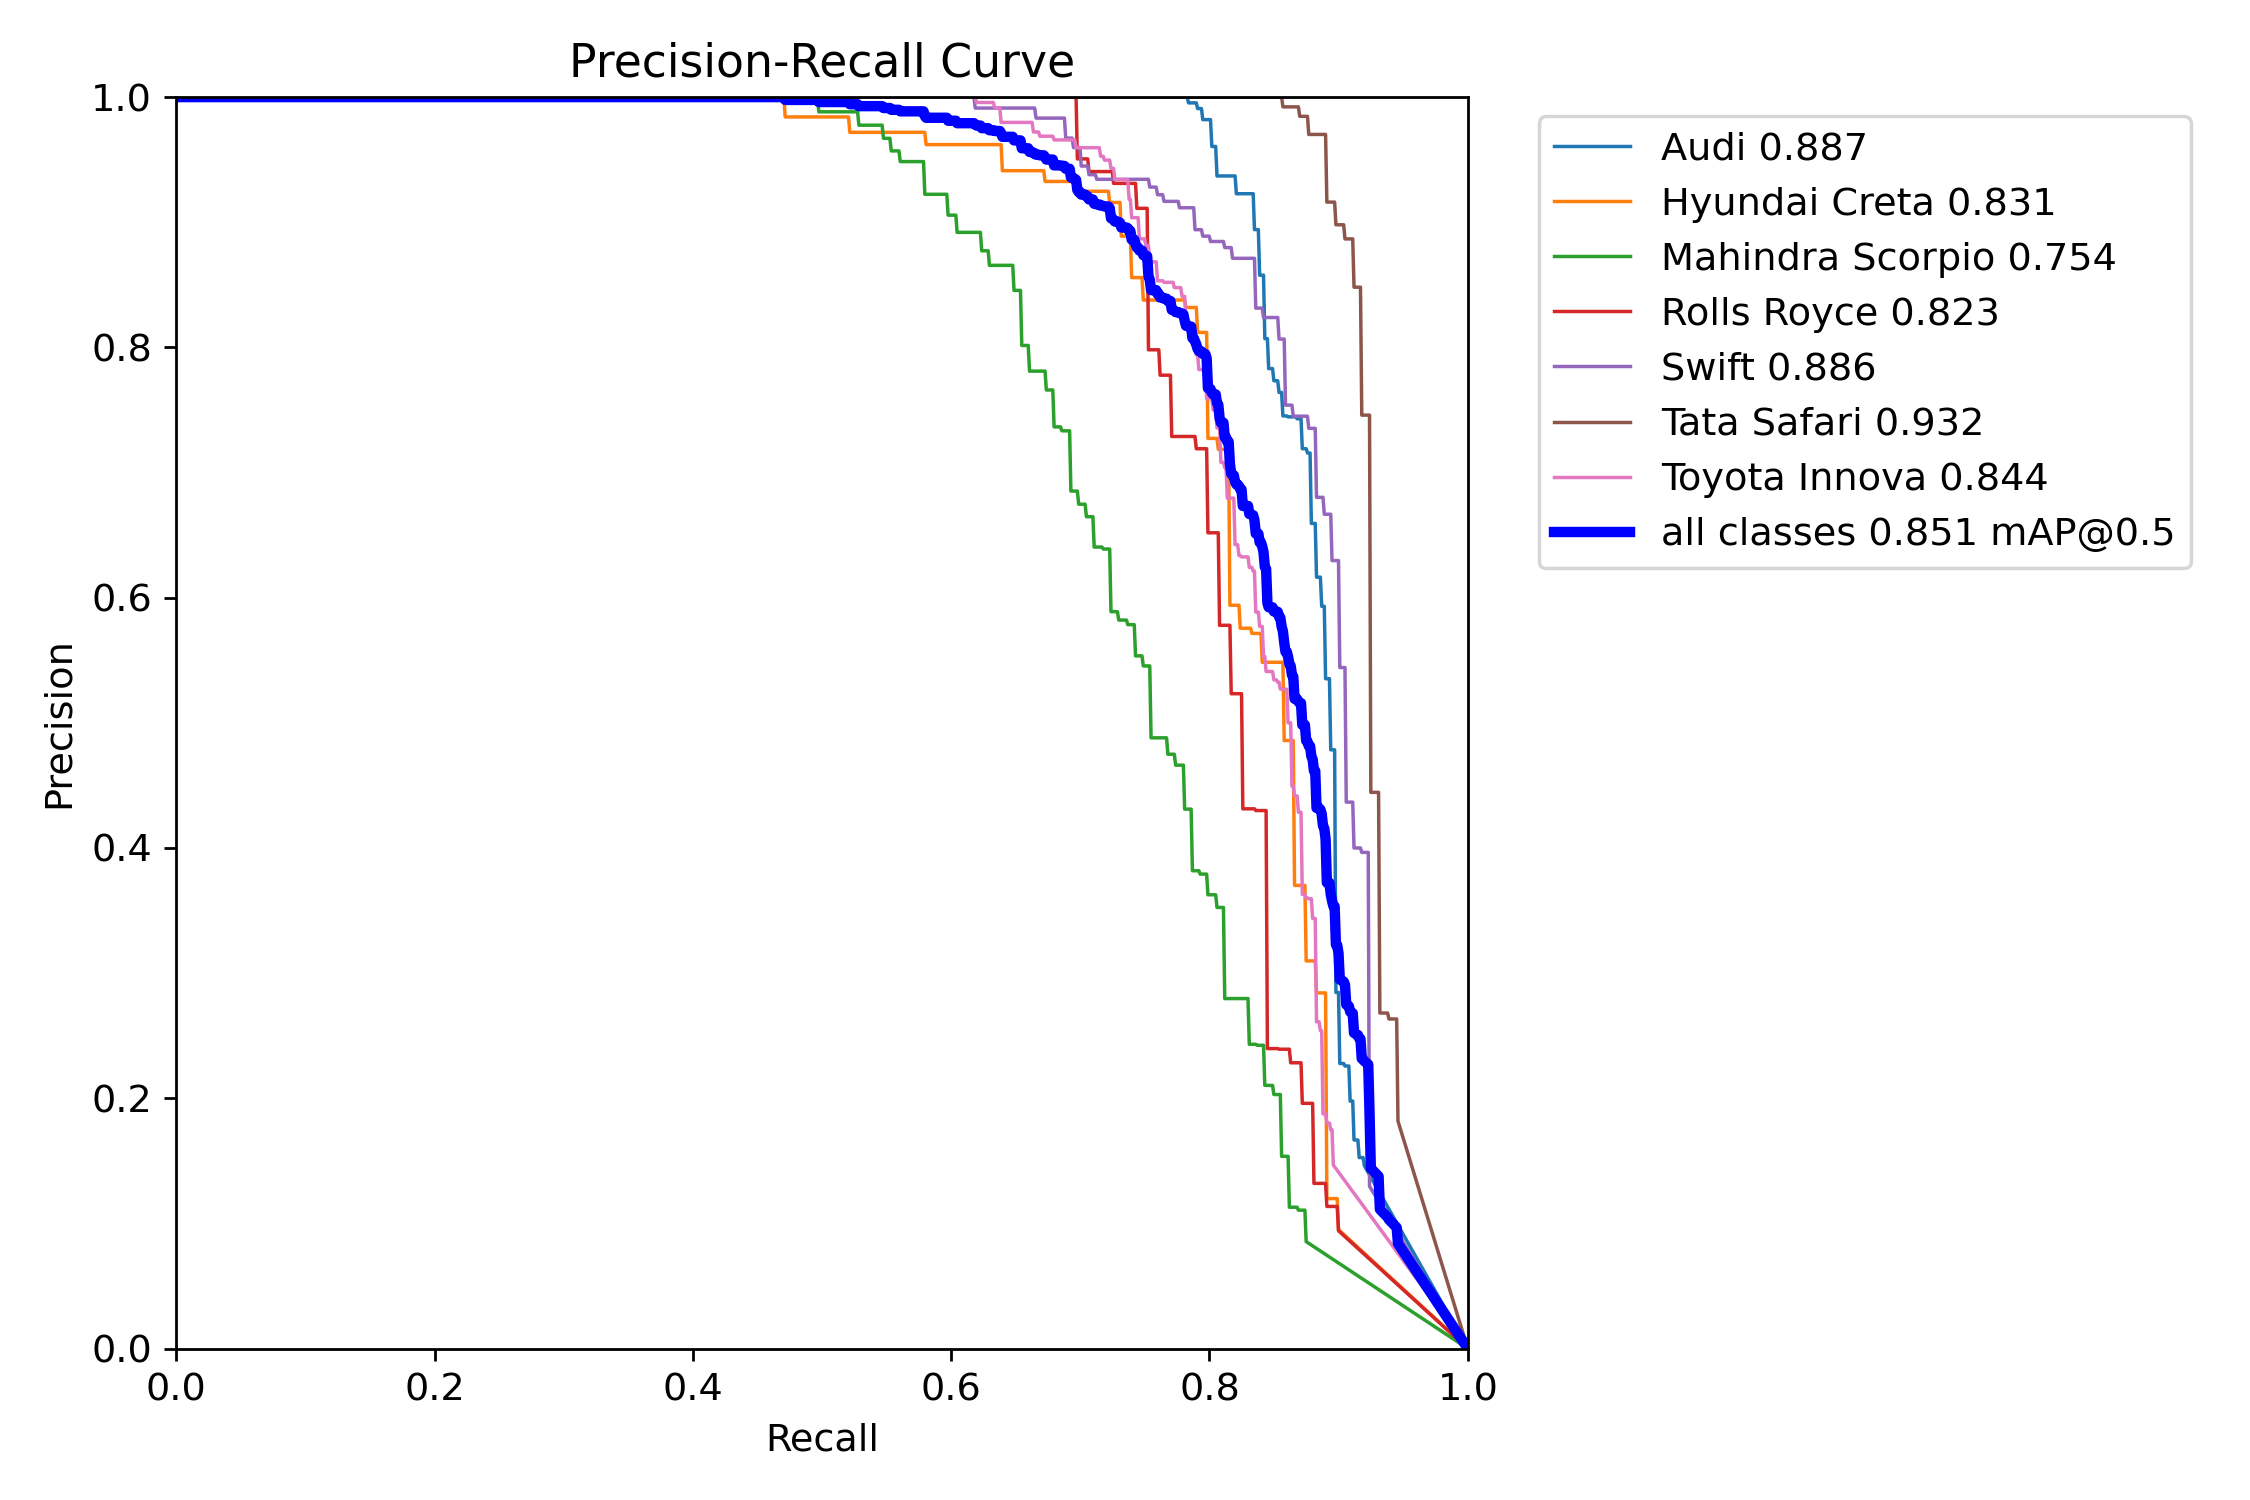 Precision-Recall Curve
1.0
0.8
0.6
0.4
0.2
0.0
Precision
0.0 0.2 0.4 0.6 0.8 1.0
Recall
Audi 0.887
Hyundai Creta 0.831
Mahindra Scorpio 0.754
Rolls Royce 0.823
Swift 0.886
Tata Safari 0.932
Toyota Innova 0.844
all classes 0.851 mAP@0.5